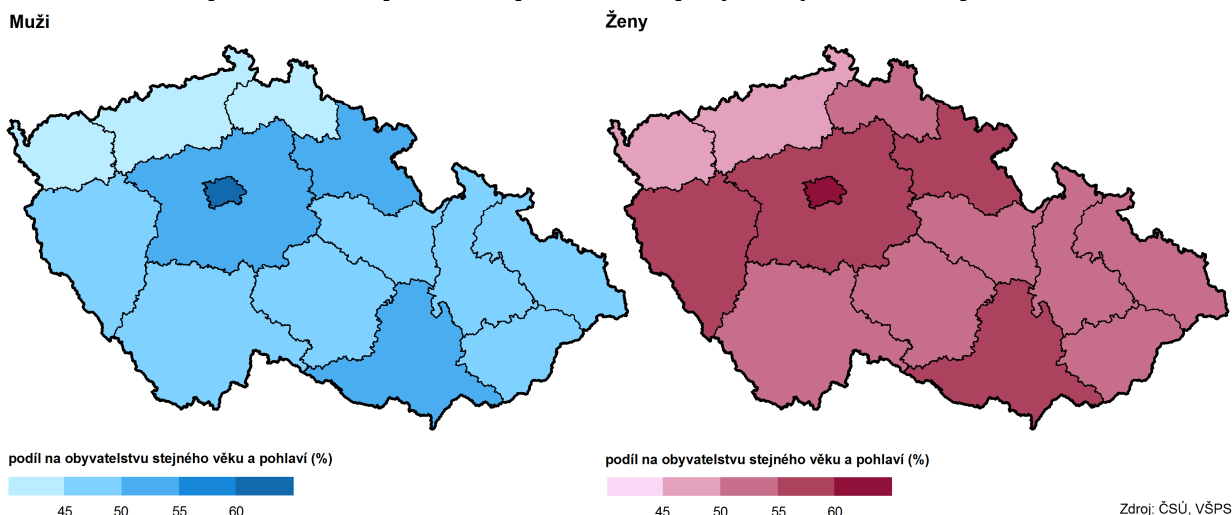 Muži
Ženy
podíl na obyvatelstvu stejného věku a pohlaví (%)
45 50 55 60
podíl na obyvatelstvu stejného věku a pohlaví (%)
45 50 55 60
Zdroj: ČSÚ, VŠPS